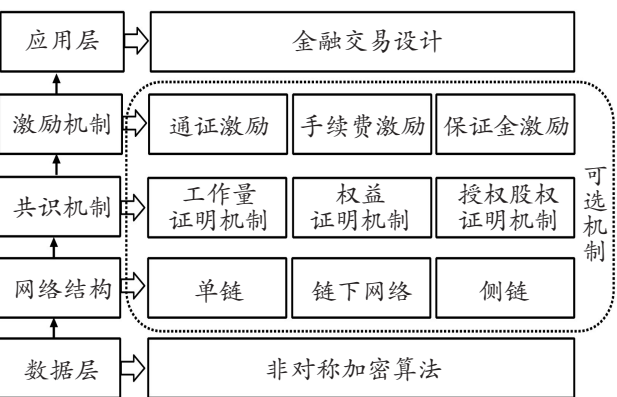 应用层
金融交易设计
激励机制
通证激励
手续费激励
保证金激励
共识机制
工作量
证明机制
权益
证明机制
授权股权
证明机制
网络结构
单链
链下网络
侧链
可选机制
数据层
非对称加密算法